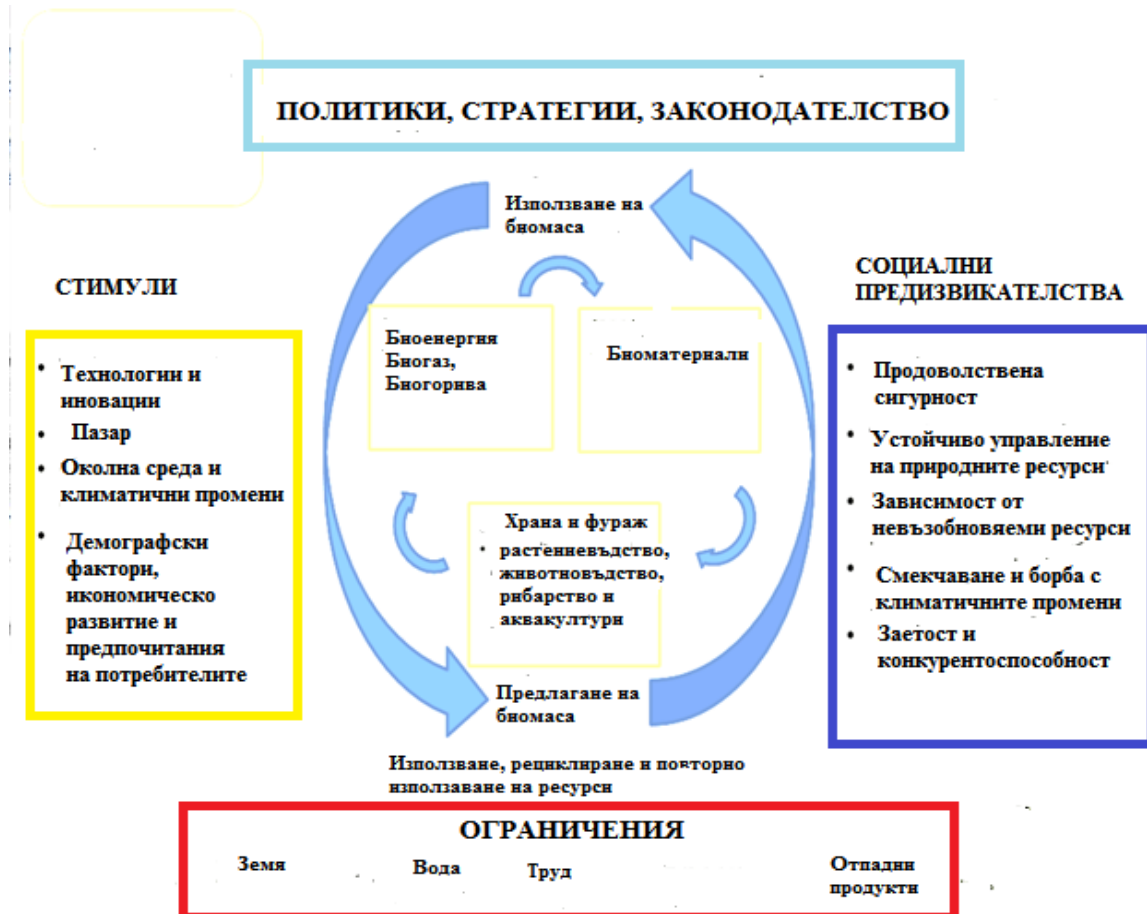 ПОЛИТИКИ, СТРАТЕГИИ, ЗАКОНОДАТЕЛСТВО
Използване на
биомаса
СТИМУЛИ
• Технологии и
иновации
• Пазар
• Околна среда и
климатични промени
• Демографски
фактори,
икономическо
развитие и
предпочитания
на потребителите
Биоенергия
Биогаз,
Биогорива
Биоматериали
Храна и фураж
• растениевъдство,
животновъдство,
рибарство и
аквакултури
СОЦИАЛНИ
ПРЕДИЗВИКАТЕЛСТВА
• Продоволствена
сигурност
• Устойчиво управление
на природните ресурси
• Зависимост от
невъзобновяеми ресурси
• Смекчаване и борба с
климатичните промени
• Заетост и
конкурентоспособност
Предлагане на
биомаса
Използване, рециклиране и повторно
използаване на ресурси
ОГРАНИЧЕНИЯ
Земя Вода Труд Отпадни
продукти